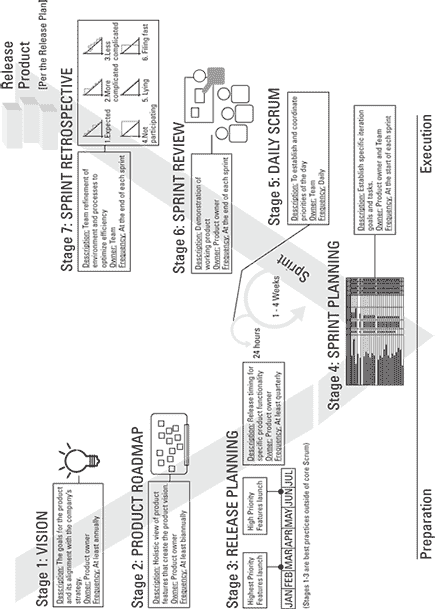 Stage 1: VISION
Description: The goals for the product
and its alignment with the company's
strategy.
Owner: Product owner
Frequency: At least annually
Stage 2: PRODUCT ROADMAP
Description: Holistic view of product
features that create the product vision.
Owner: Product owner
Frequency: At least biannually
Stage 3: RELEASE PLANNING
Description: Release timing for
specific product functionality
Owner: Product owner
Frequency: At least quarterly
Highest Priority
Features launch
High Priority
Features launch
JAN FEB MAR APR MAY JUN JUL
(Stages 1-3 are best practices outside of core Scrum)
Preparation
Release
Product
[Per the Release Plan]
Stage 7: SPRINT RETROSPECTIVE
Description: Team refinement of
environment and processes to
optimize efficiency
Owner: Team
Frequency: At the end of each sprint
1.Expected
2.More
complicated
3.Less
complicated
4.Not
participating
5. Lying
6. Filing fast
Stage 6: SPRINT REVIEW
Description: Demonstration of
working product
Owner: Product owner
Frequency: At the end of each sprint
Stage 5: DAILY SCRUM
Description: To establish and coordinate
priorities of the day
Owner: Team
Frequency: Daily
24 hours
1 - 4 Weeks
Sprint
Stage 4: SPRINT PLANNING
Description: Establish specific iteration
goals and tasks.
Owner: Product owner and Team
Frequency: At the start of each sprint
Execution